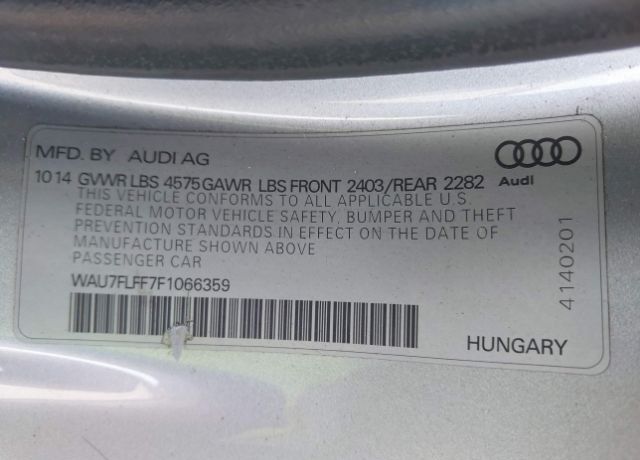 MFD. BY AUDI AG
10 14 GVWR LBS 4575 GAWR LBS FRONT 2403/REAR 2282
THIS VEHICLE CONFORMS TO ALL APPLICABLE U.S.
FEDERAL MOTOR VEHICLE SAFETY, BUMPER AND THEFT
PREVENTION STANDARDS IN EFFECT ON THE DATE OF
MANUFACTURE SHOWN ABOVE
PASSENGER CAR
WAU7FLFF7F1066359
Audi
4140201
HUNGARY